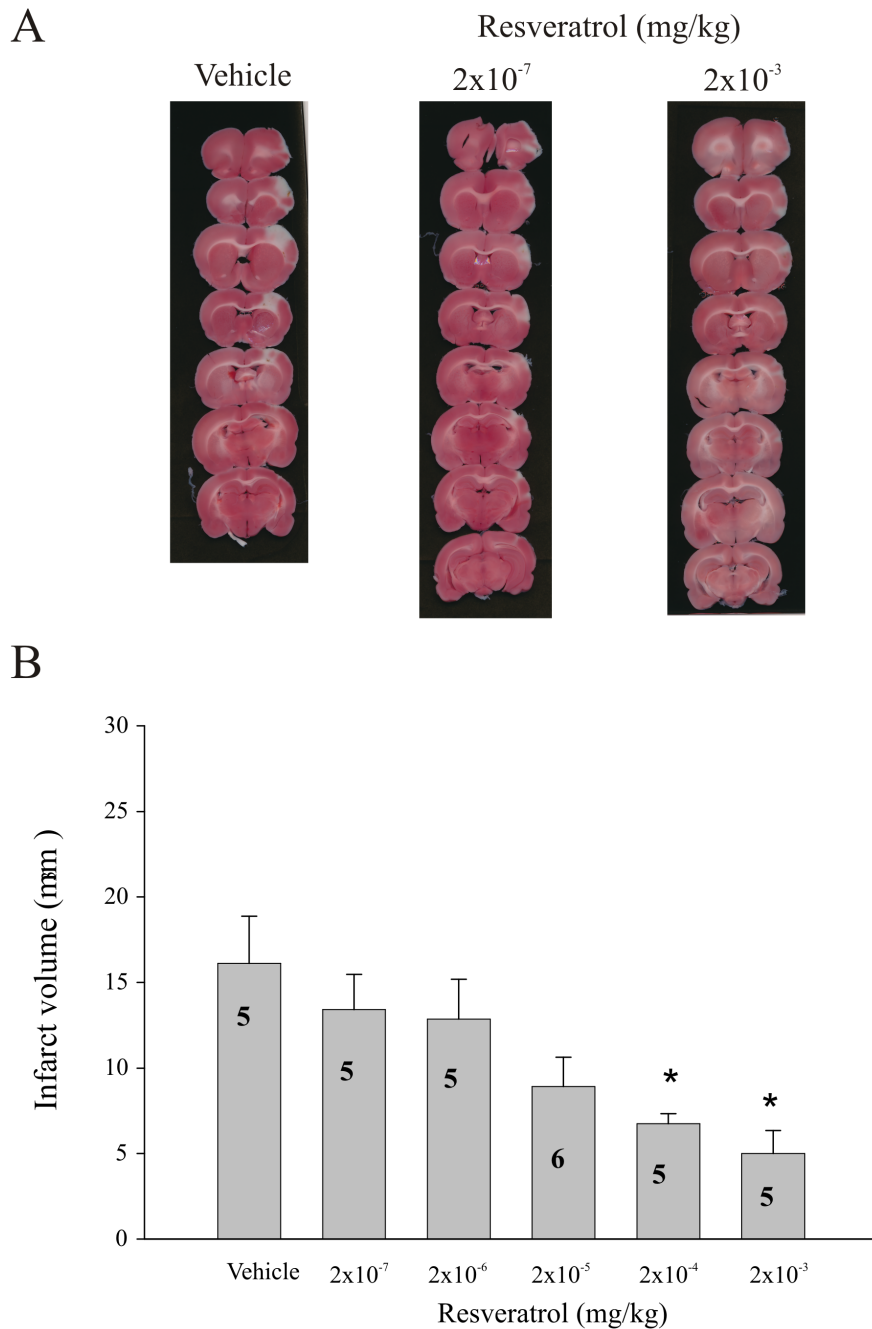 A
Resveratrol (mg/kg)
Vehicle
2x10⁻⁷
2x10⁻³
B
30
25
20
15
10
5
0
Infarct volume (mm )
5
5
5
6
5
5
*
*
Vehicle
2x10⁻⁷
2x10⁻⁶
2x10⁻⁵
2x10⁻⁴
2x10⁻³
Resveratrol (mg/kg)